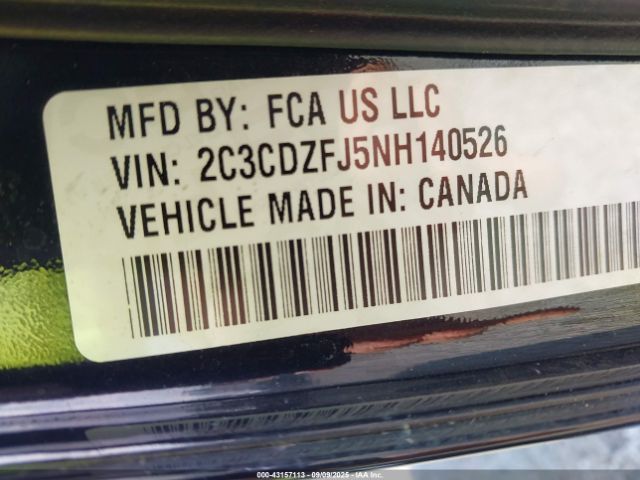 MFD BY: FCA US LLC
VIN: 2C3CDZFJ5NH140526
VEHICLE MADE IN: CANADA
000-43157113 | 09/09/2025 | IAA Inc.